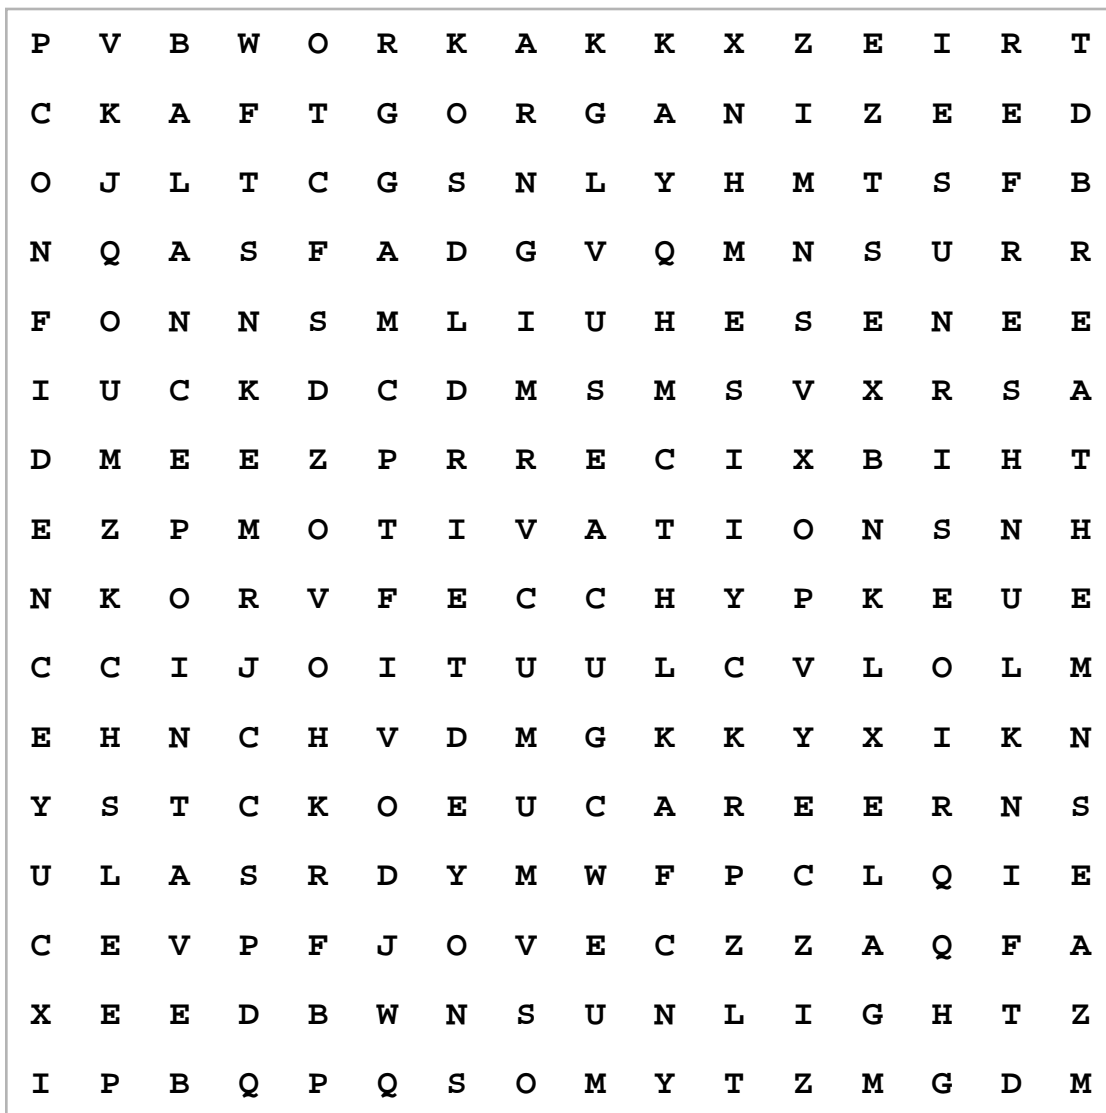 P V B W O R K A K K X Z E I R T
C K A F T G O R G A N I Z E E D
O J L T C G S N L Y H M T S F B
N Q A S F A D G V Q M N S U R R
F O N N S M L I U H E S E N E E
I U C K D C D M S M S V X R S A
D M E E Z P R R E C I X B I H T
E Z P M O T I V A T I O N S N H
N K O R V F E C C H Y P K E U E
C C I J O I T U U L C V L O L M
E H N C H V D M G K K Y X I K N
Y S T C K O E U C A R E E R N S
U L A S R D Y M W F P C L Q I E
C E V P F J O V E C Z Z A Q F A
X E E D B W N S U N L I G H T Z
I P B Q P Q S O M Y T Z M G D M